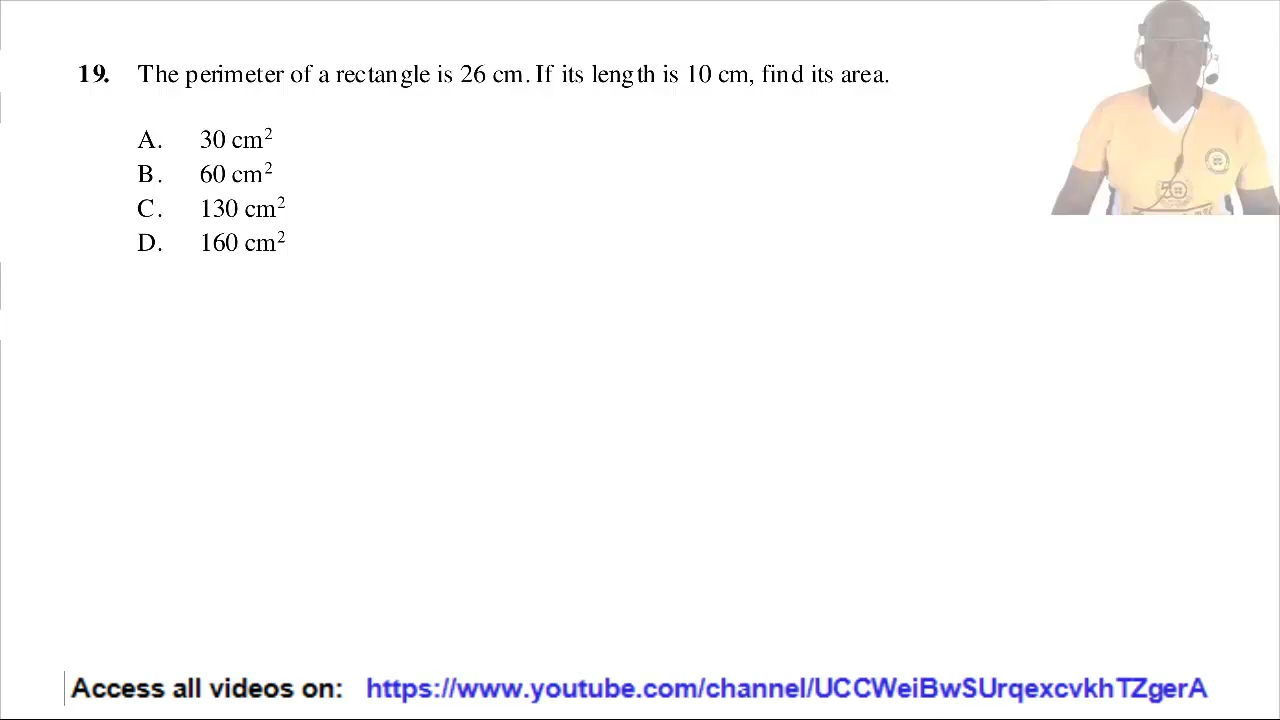 19. The perimeter of a rectangle is 26 cm. If its length is 10 cm, find its area.
A. 30 cm²
B. 60 cm²
C. 130 cm²
D. 160 cm²
50
Access all videos on: https://www.youtube.com/channel/UCCWeiBwSUrqexcvkhTZgerA